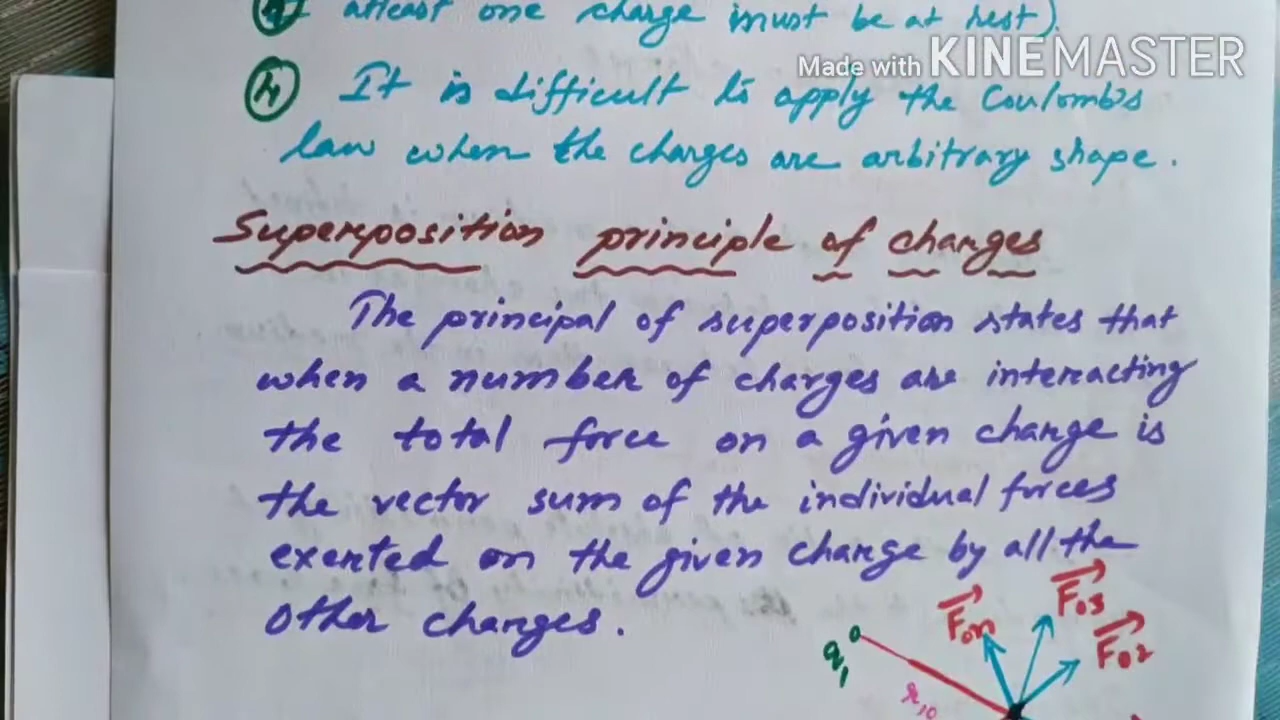 atleast one charge must be at rest).
Made with KINEMASTER
(h) It is difficult to apply the Coulomb's
law when the charges are arbitrary shape.
Superposition principle of charges
The principal of superposition states that
when a number of charges are interacting
the total force on a given charge is
the vector sum of the individual forces
exerted on the given charge by all the
other charges.
F03
F0n
F02
q1
r10